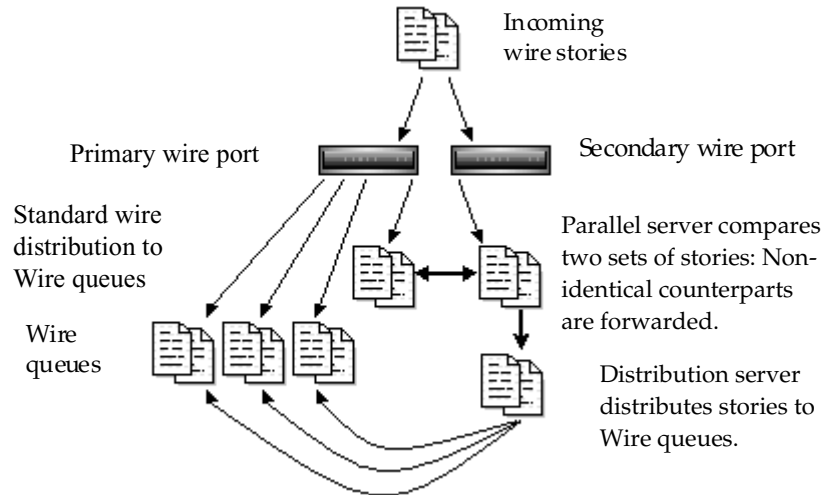 Incoming
wire stories
Primary wire port
Secondary wire port
Standard wire
distribution to
Wire queues
Parallel server compares
two sets of stories: Non-
identical counterparts
are forwarded.
Wire
queues
Distribution server
distributes stories to
Wire queues.